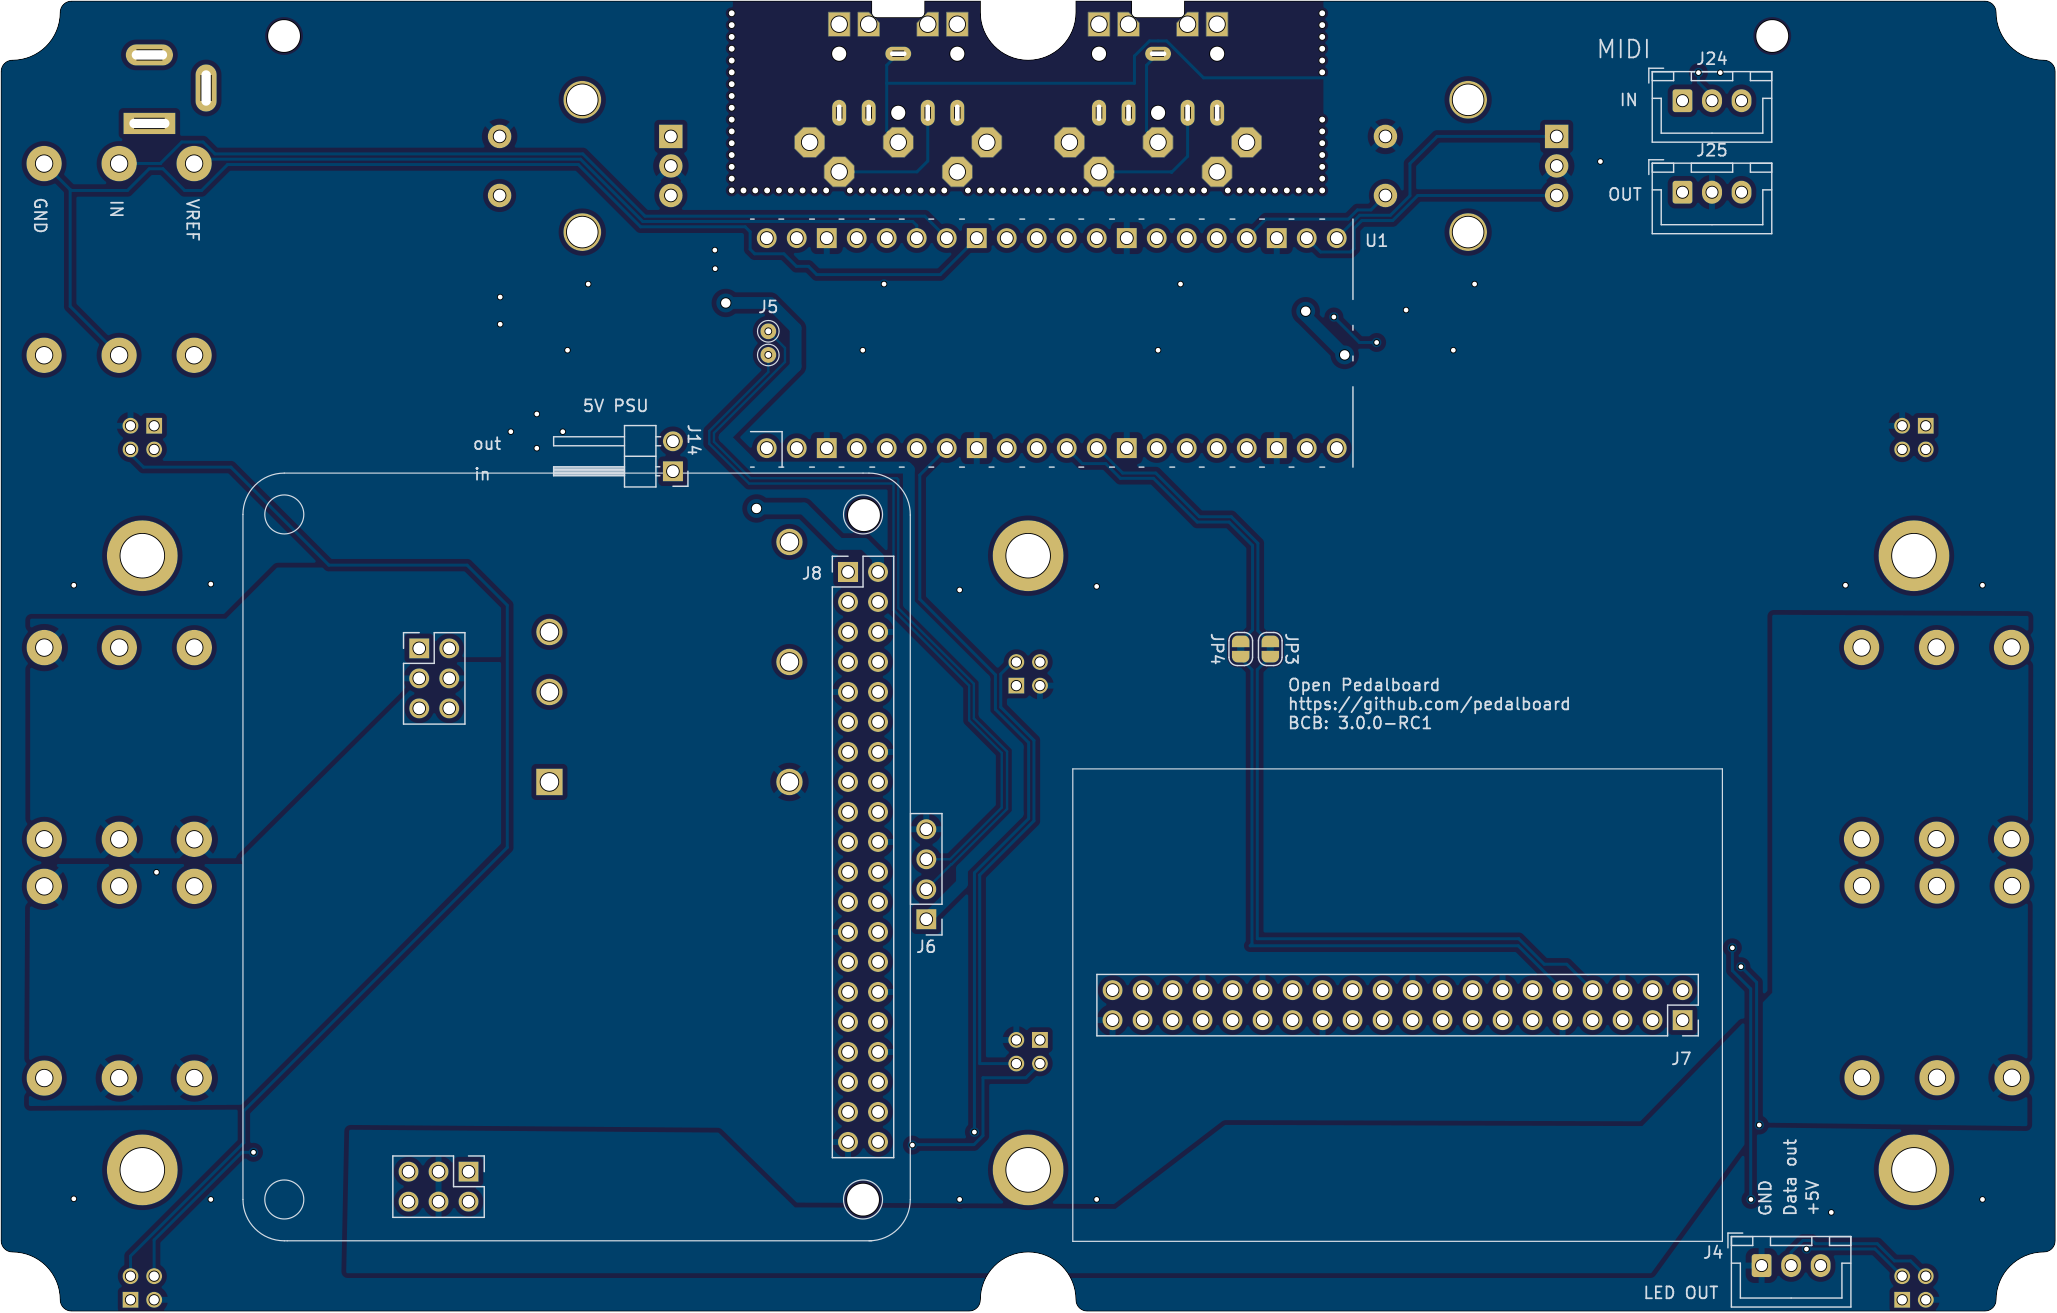 MIDI
J24
IN
J25
OUT
GND
IN
VREF
U1
J5
5V PSU
out
J14
in
J8
JP4
JP3
Open Pedalboard
https://github.com/pedalboard
BCB: 3.0.0-RC1
J6
J7
GND
Data out
+5V
J4
LED OUT